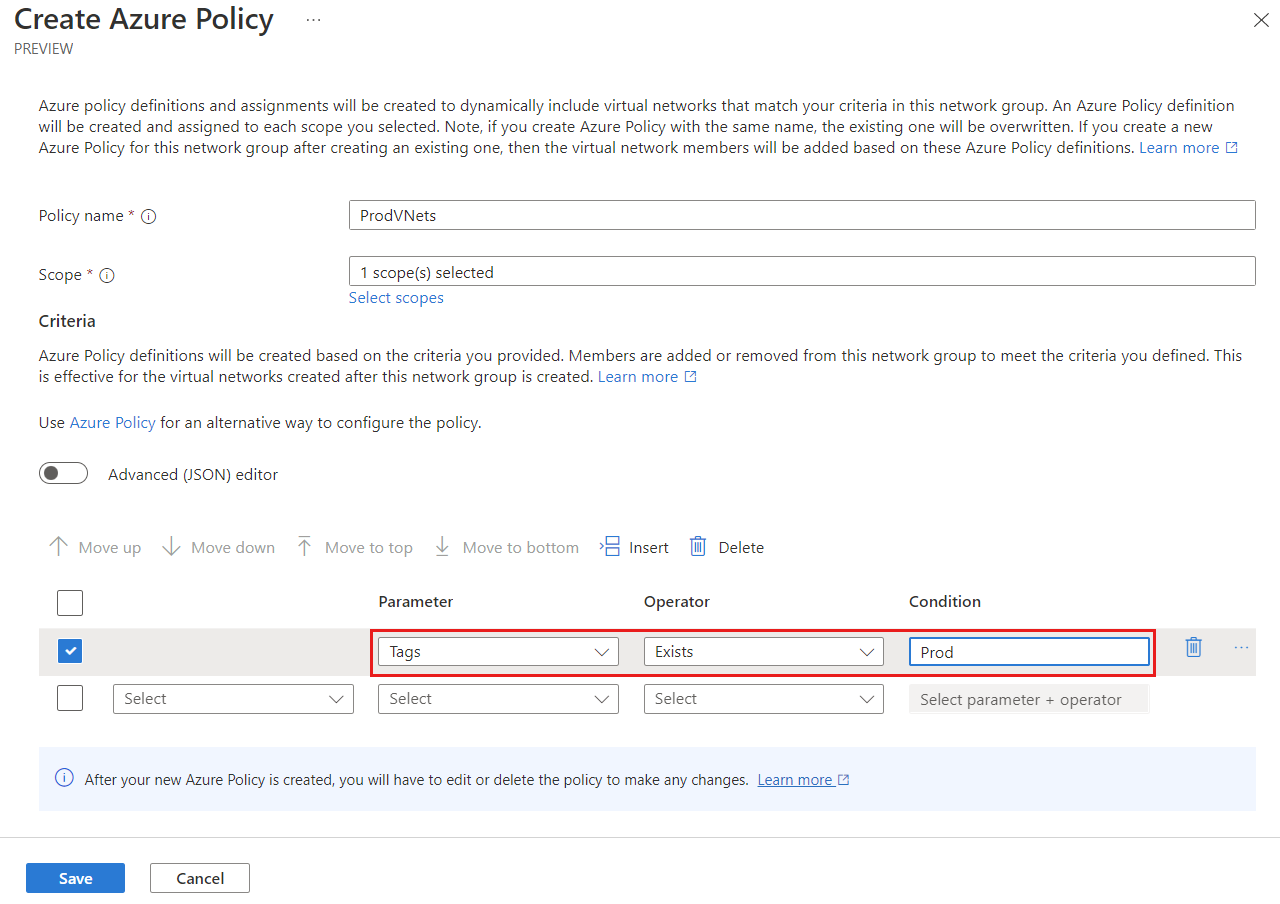 Create Azure Policy ...
PREVIEW
Azure policy definitions and assignments will be created to dynamically include virtual networks that match your criteria in this network group. An Azure Policy definition
will be created and assigned to each scope you selected. Note, if you create Azure Policy with the same name, the existing one will be overwritten. If you create a new
Azure Policy for this network group after creating an existing one, then the virtual network members will be added based on these Azure Policy definitions. Learn more
Policy name * ProdVNets
Scope * 1 scope(s) selected
Select scopes
Criteria
Azure Policy definitions will be created based on the criteria you provided. Members are added or removed from this network group to meet the criteria you defined. This
is effective for the virtual networks created after this network group is created. Learn more
Use Azure Policy for an alternative way to configure the policy.
Advanced (JSON) editor
Move up Move down Move to top Move to bottom Insert Delete
Parameter Operator Condition
Tags Exists Prod ...
Select Select Select Select parameter + operator
After your new Azure Policy is created, you will have to edit or delete the policy to make any changes. Learn more
Save Cancel